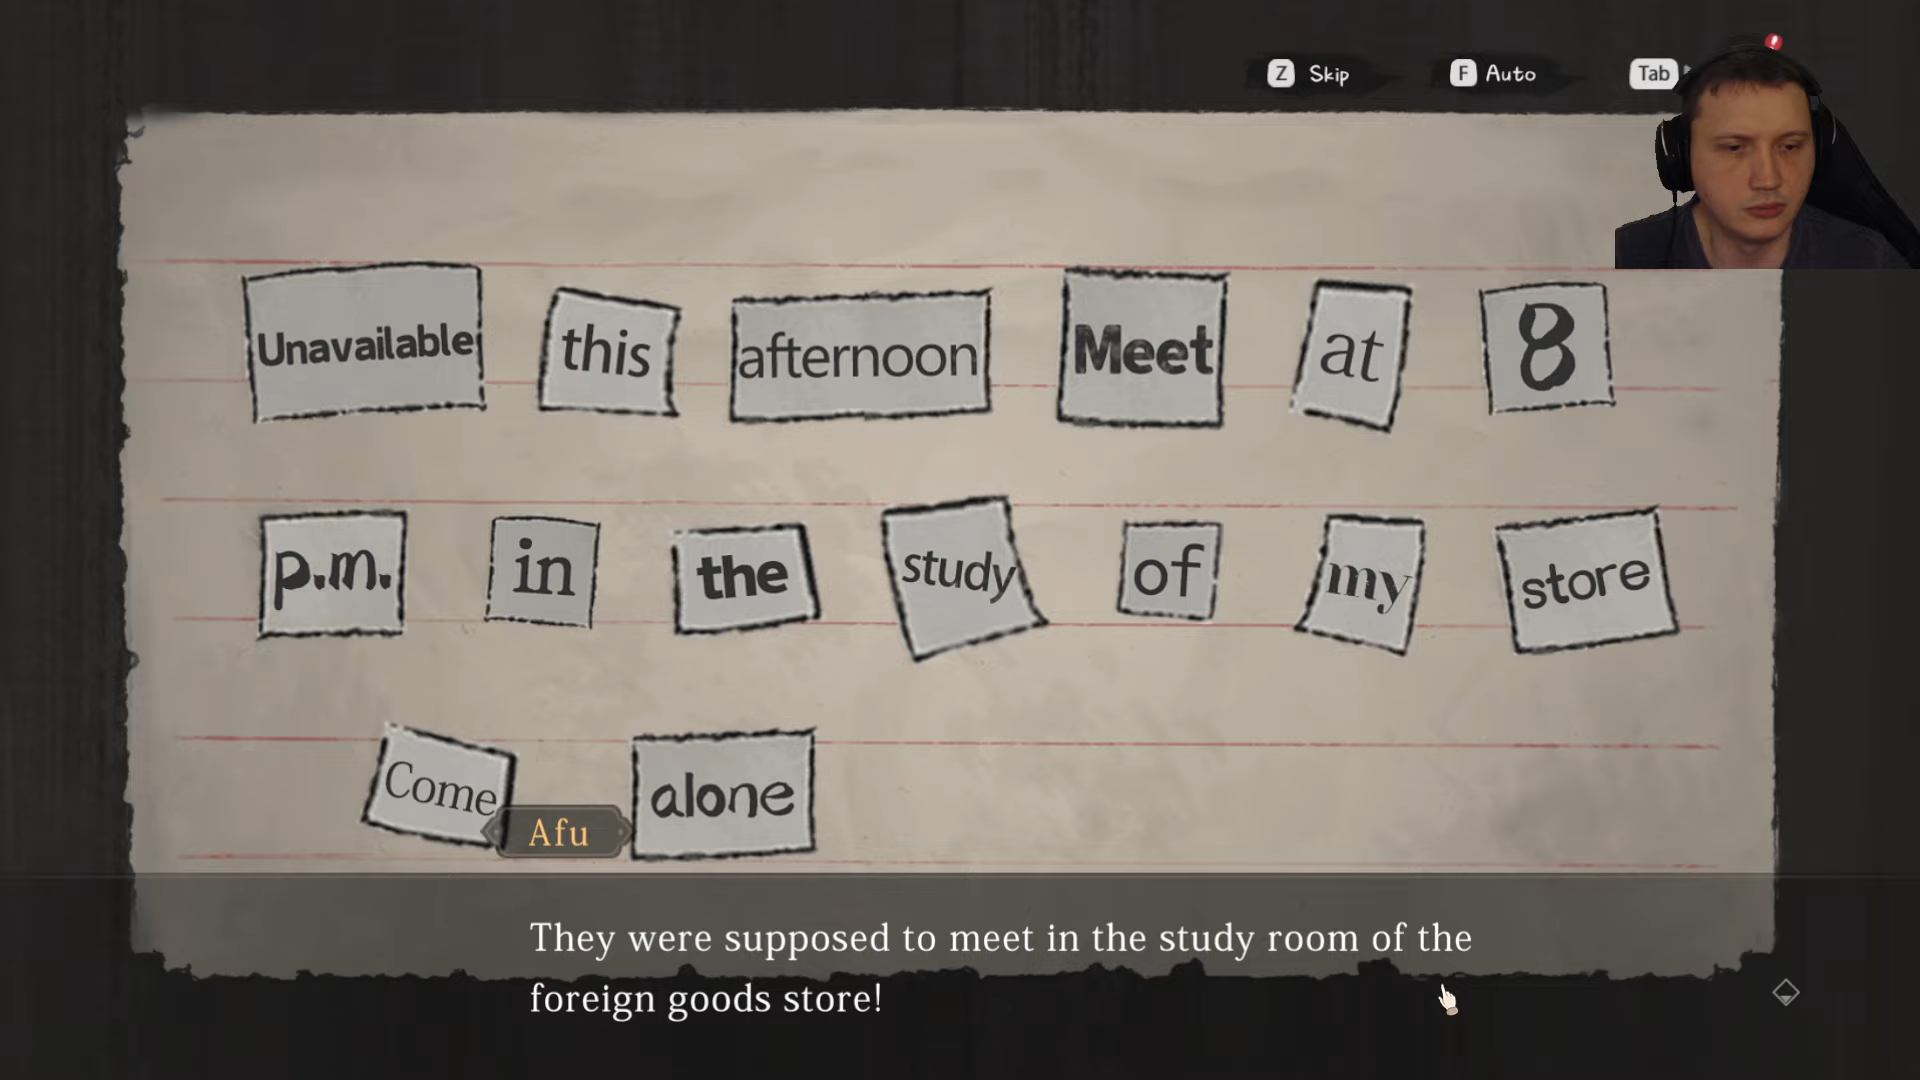 Z Skip F Auto Tab
Unavailable this afternoon Meet at 8
p.m. in the study of my store
Come alone
Afu
They were supposed to meet in the study room of the
foreign goods store!